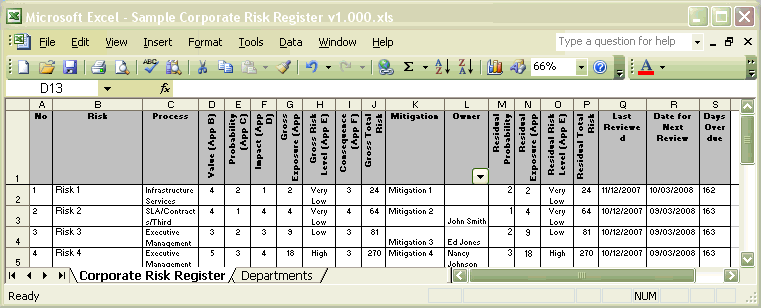 Microsoft Excel - Sample Corporate Risk Register v1.000.xls
File Edit View Insert Format Tools Data Window Help Type a question for help
Σ 66% A
D13 fx
A B C D E F G H I J K L M N O P Q R S
1 No Risk Process Value (App B) Probability (App C) Impact (App D) Gross Exposure (App E) Gross Risk Level (App E) Consequence (App F) Gross Total Risk Mitigation Owner Residual Probability Residual Exposure (App E) Residual Risk Level (App E) Residual Total Risk Last Reviewe d Date for Next Review Days Over due
2 1 Risk 1 Infrastructure Services 4 2 1 2 Very Low 3 24 Mitigation 1 2 2 Very Low 24 11/12/2007 10/03/2008 162
3 2 Risk 2 SLA/Contract s/Third 4 1 4 4 Very Low 4 64 Mitigation 2 John Smith 1 4 Very Low 64 10/12/2007 09/03/2008 163
4 3 Risk 3 Executive Management 3 3 3 9 Low 3 81 Mitigation 3 Ed Jones 2 9 Low 81 10/12/2007 09/03/2008 163
5 4 Risk 4 Executive Management 5 3 4 18 High 3 270 Mitigation 4 Nancy Johnson 3 18 High 270 10/12/2007 09/03/2008 163
Corporate Risk Register Departments
Ready NUM